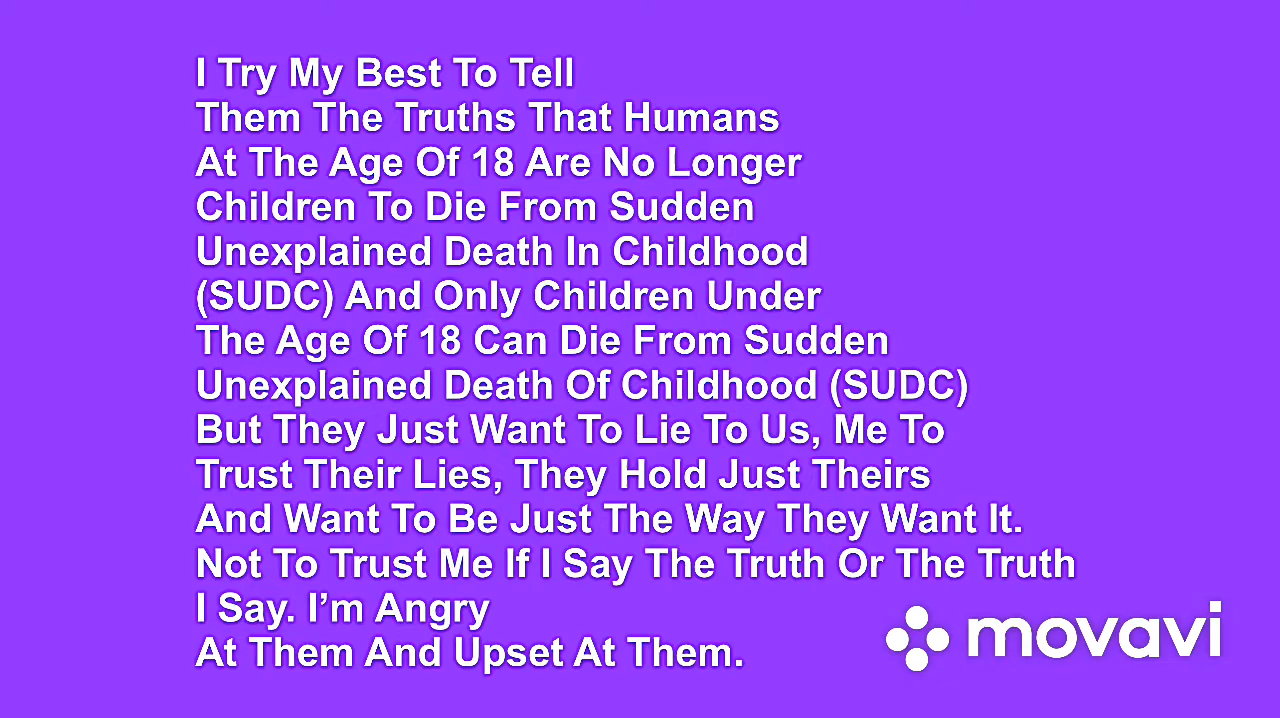 I Try My Best To Tell
Them The Truths That Humans
At The Age Of 18 Are No Longer
Children To Die From Sudden
Unexplained Death In Childhood
(SUDC) And Only Children Under
The Age Of 18 Can Die From Sudden
Unexplained Death Of Childhood (SUDC)
But They Just Want To Lie To Us, Me To
Trust Their Lies, They Hold Just Theirs
And Want To Be Just The Way They Want It.
Not To Trust Me If I Say The Truth Or The Truth
I Say. I’m Angry
At Them And Upset At Them.
movavi